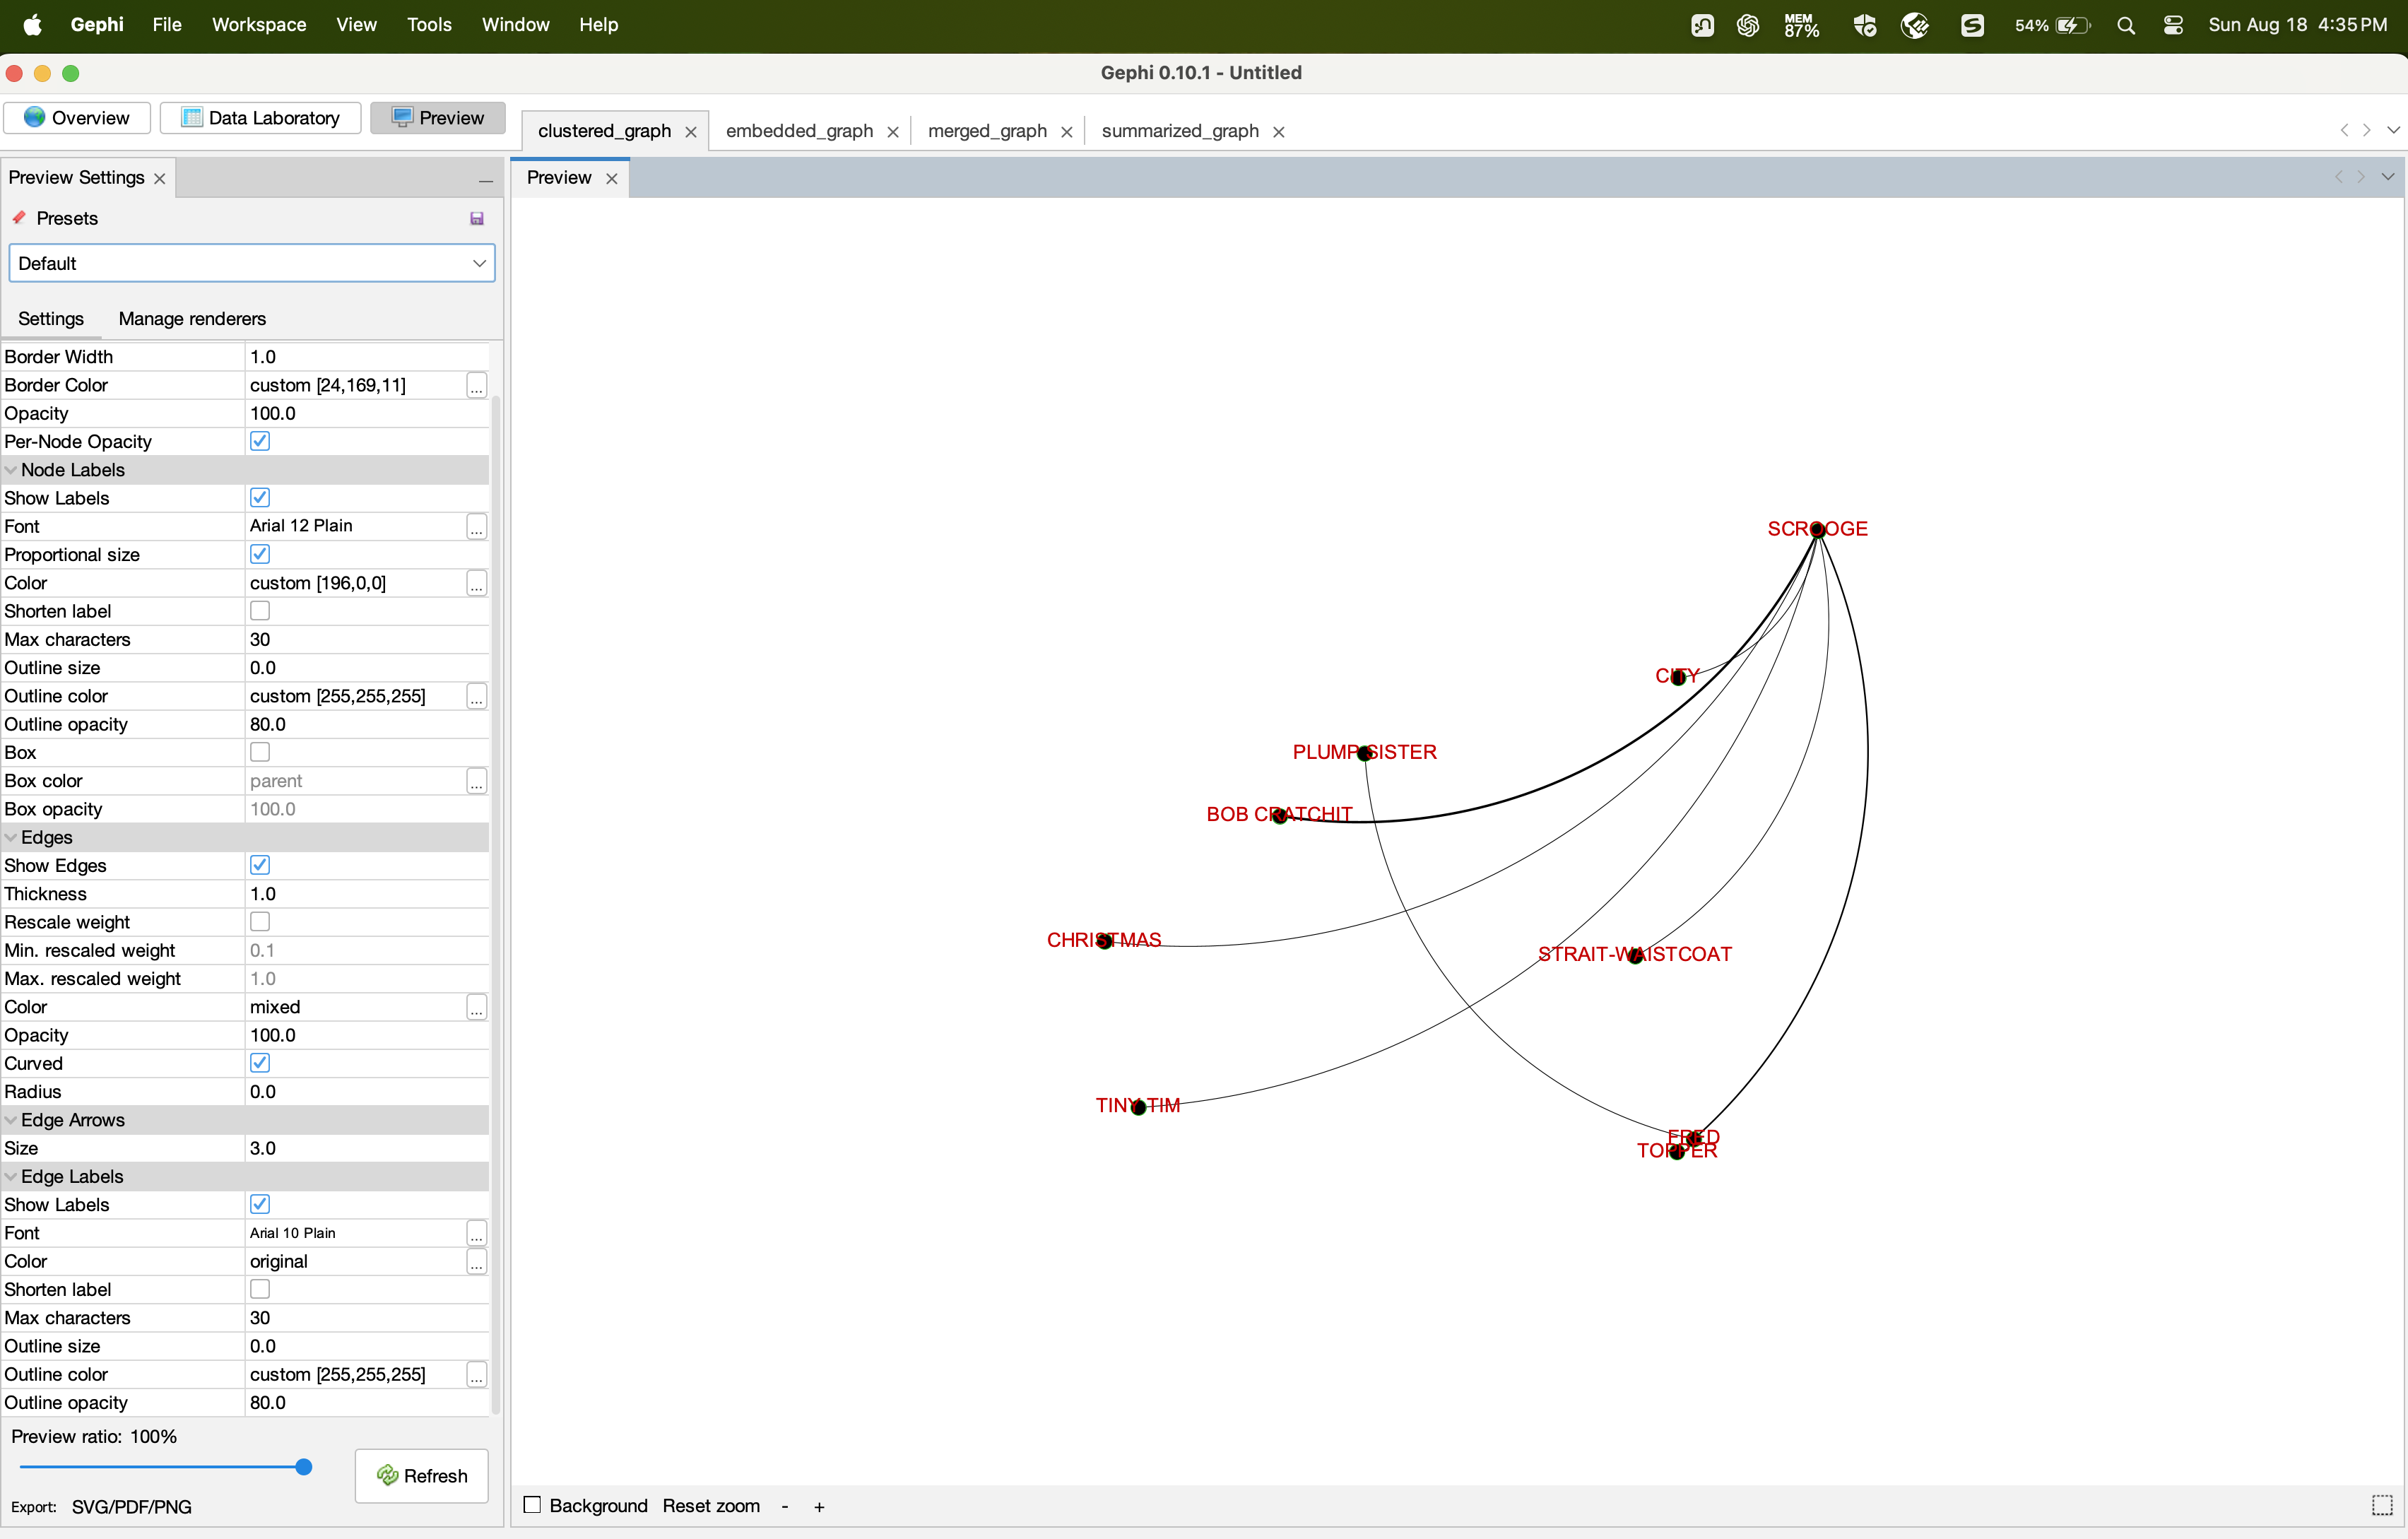 Gephi File Workspace View Tools Window Help MEM 87% 54% Sun Aug 18 4:35 PM
Gephi 0.10.1 - Untitled
Overview Data Laboratory Preview clustered_graph embedded_graph merged_graph summarized_graph
Preview Settings
Presets
Default
Settings Manage renderers
Border Width 1.0
Border Color custom [24,169,11] ...
Opacity 100.0
Per-Node Opacity
Node Labels
Show Labels
Font Arial 12 Plain ...
Proportional size
Color custom [196,0,0] ...
Shorten label
Max characters 30
Outline size 0.0
Outline color custom [255,255,255] ...
Outline opacity 80.0
Box
Box color parent ...
Box opacity 100.0
Edges
Show Edges
Thickness 1.0
Rescale weight
Min. rescaled weight 0.1
Max. rescaled weight 1.0
Color mixed ...
Opacity 100.0
Curved
Radius 0.0
Edge Arrows
Size 3.0
Edge Labels
Show Labels
Font Arial 10 Plain ...
Color original ...
Shorten label
Max characters 30
Outline size 0.0
Outline color custom [255,255,255] ...
Outline opacity 80.0
Preview ratio: 100%
Refresh
Export: SVG/PDF/PNG
Preview
SCROOGE
CITY
PLUMP SISTER
BOB CRATCHIT
CHRISTMAS
STRAIT-WAISTCOAT
TINY TIM
FRED
TOPPER
Background Reset zoom - +